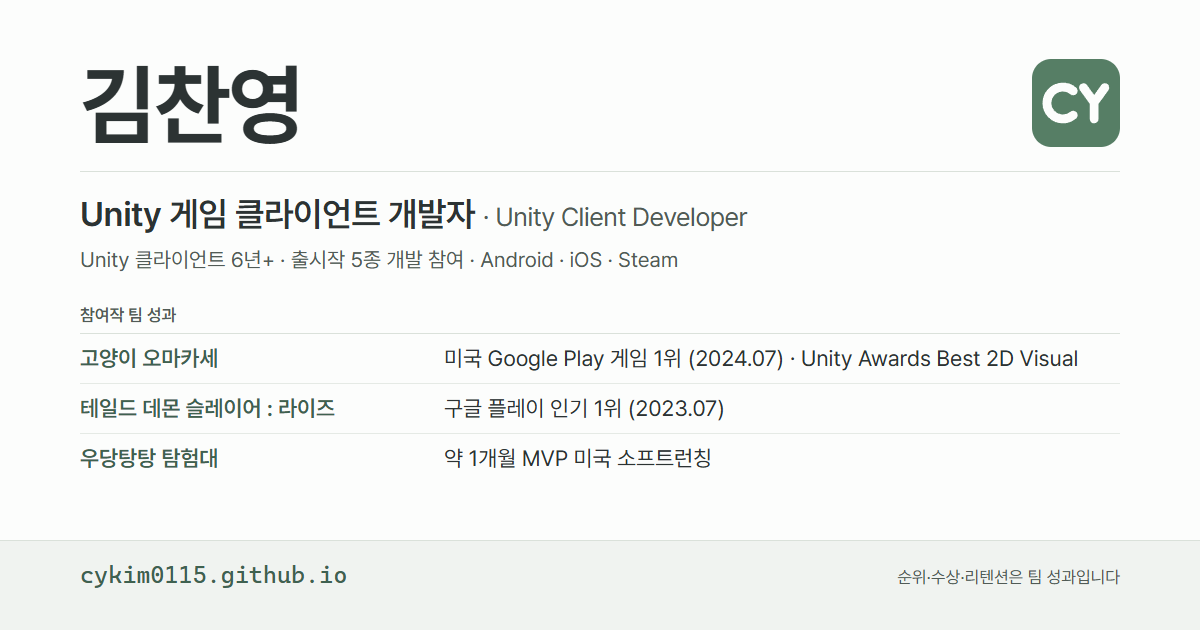 김찬영
CY
Unity 게임 클라이언트 개발자 · Unity Client Developer
Unity 클라이언트 6년+ · 출시작 5종 개발 참여 · Android · iOS · Steam
참여작 팀 성과
고양이 오마카세 미국 Google Play 게임 1위 (2024.07) · Unity Awards Best 2D Visual
테일드 데몬 슬레이어 : 라이즈 구글 플레이 인기 1위 (2023.07)
우당탕탕 탐험대 약 1개월 MVP 미국 소프트런칭
cykim0115.github.io
순위·수상·리텐션은 팀 성과입니다